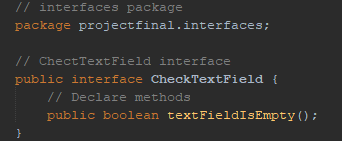 // interfaces package
package projectfinal.interfaces;
// ChectTextField interface
public interface CheckTextField {
// Declare methods
public boolean textFieldIsEmpty();
}